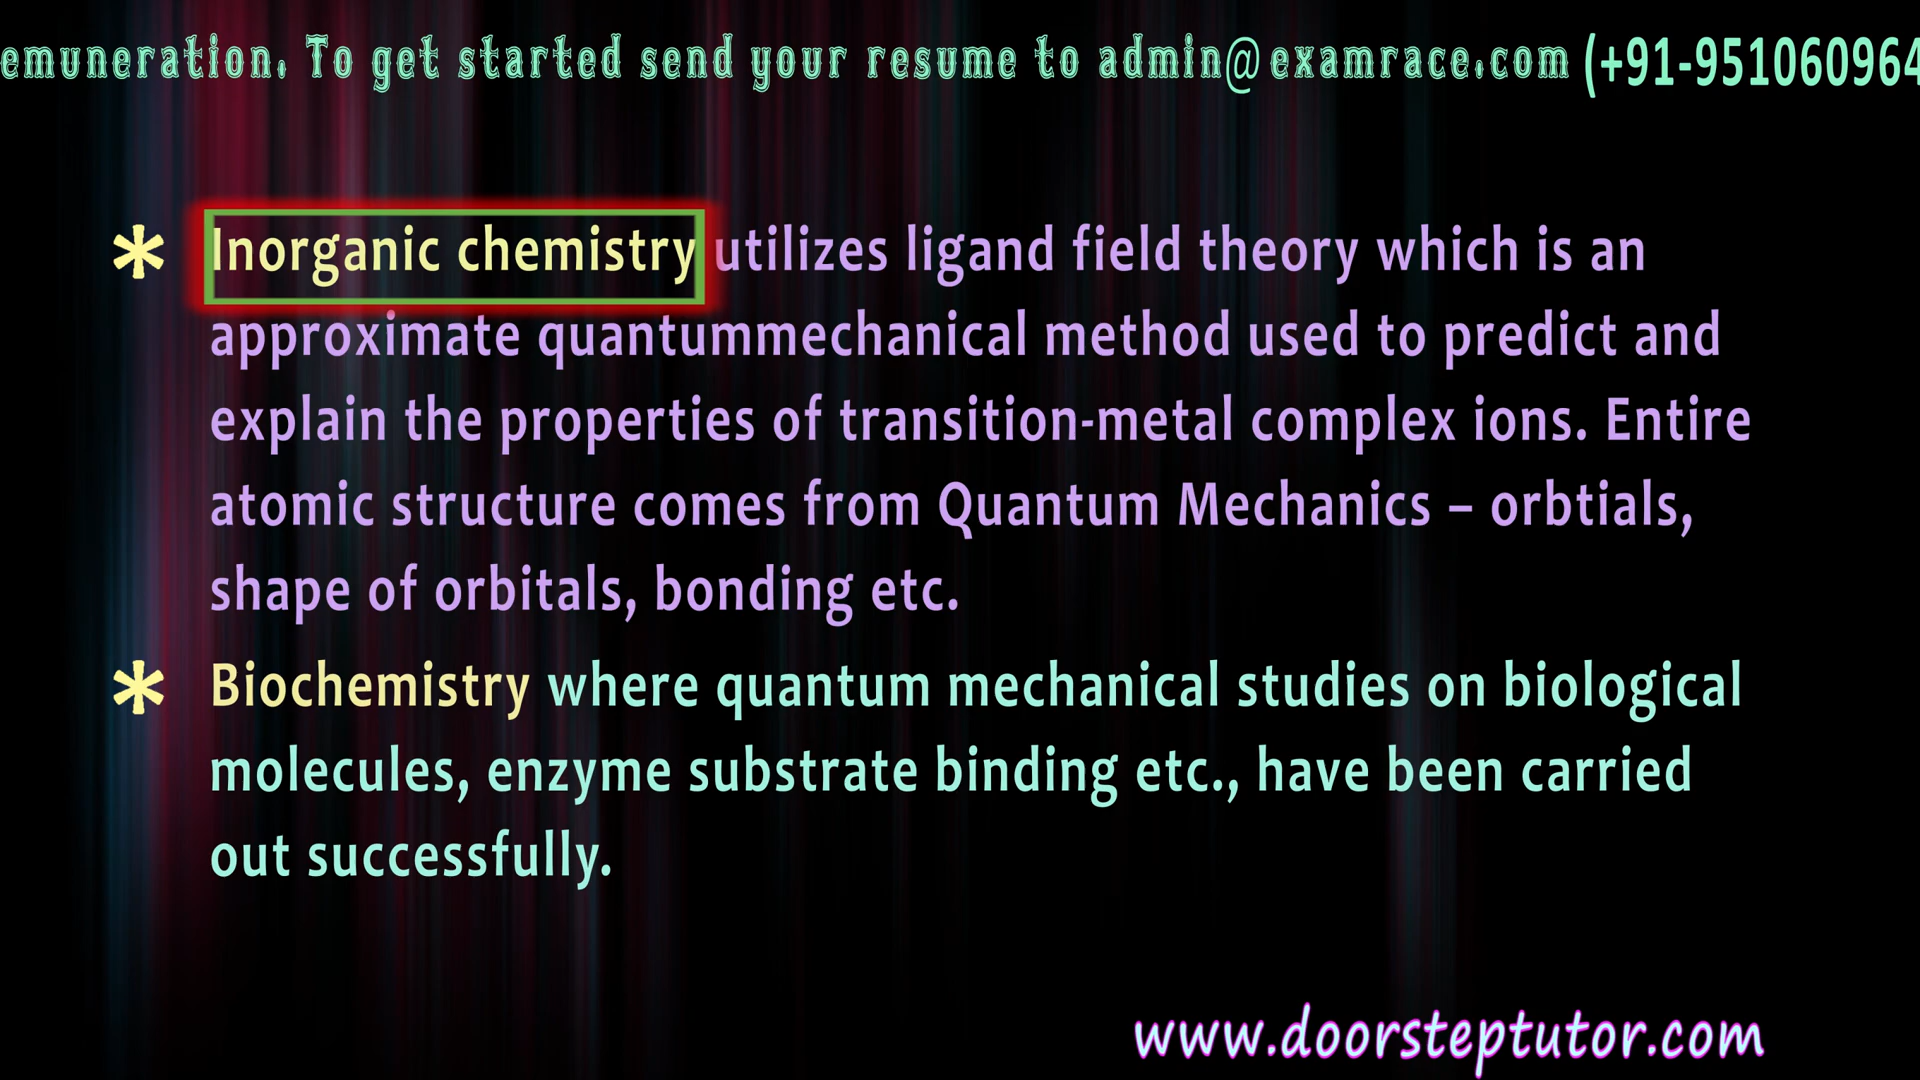 To get started send your resume to admin@examrace.com (+91-951060964
* Inorganic chemistry utilizes ligand field theory which is an
approximate quantummechanical method used to predict and
explain the properties of transition-metal complex ions. Entire
atomic structure comes from Quantum Mechanics – orbtials,
shape of orbitals, bonding etc.
* Biochemistry where quantum mechanical studies on biological
molecules, enzyme substrate binding etc., have been carried
out successfully.
www.doorsteptutor.com